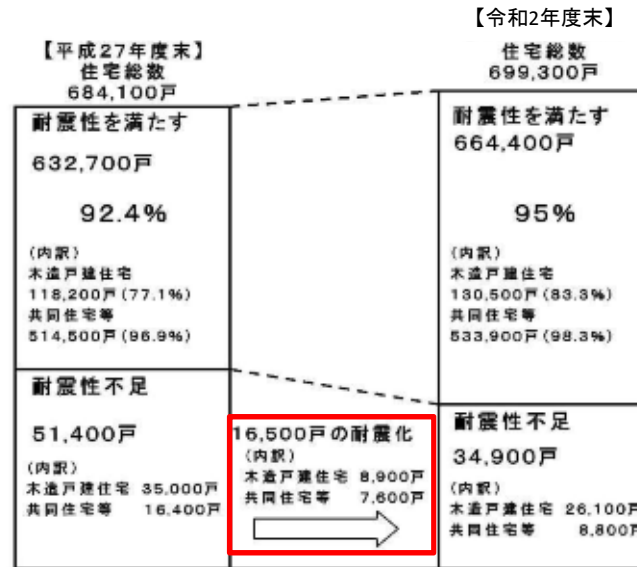 【平成27年度末】
住宅総数
684,100戸
耐震性を満たす
632,700戸
92.4%
(内訳)
木造戸建住宅
118,200戸(77.1%)
共同住宅等
514,500戸(96.9%)
耐震性不足
51,400戸
(内訳)
木造戸建住宅 35,000戸
共同住宅等 16,400戸
16,500戸の耐震化
(内訳)
木造戸建住宅 8,900戸
共同住宅等 7,600戸
【令和2年度末】
住宅総数
699,300戸
耐震性を満たす
664,400戸
95%
(内訳)
木造戸建住宅
130,500戸(83.3%)
共同住宅等
533,900戸(98.3%)
耐震性不足
34,900戸
(内訳)
木造戸建住宅 26,100戸
共同住宅等 8,800戸